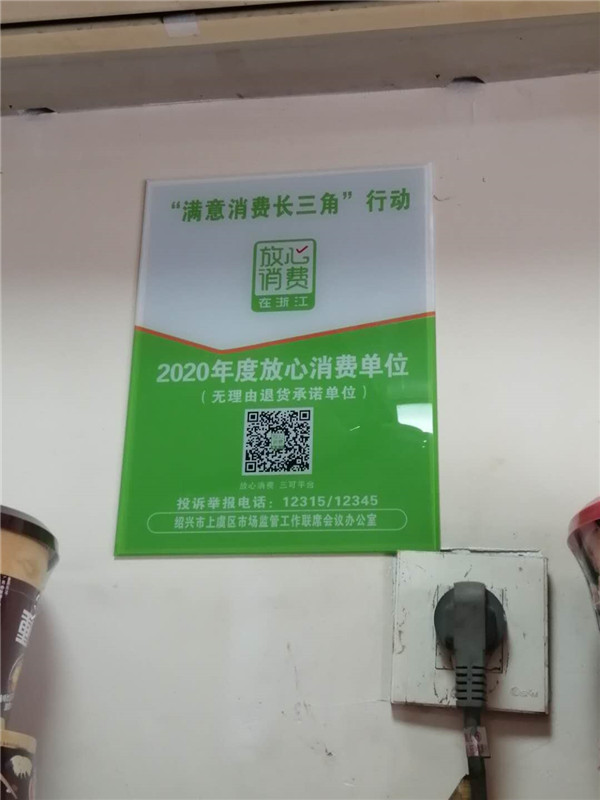 “满意消费长三角”行动
放心
消费
在浙江
2020年度放心消费单位
（无理由退货承诺单位）
放心消费 三可平台
投诉举报电话：12315/12345
绍兴市上虞区市场监管工作联席会议办公室